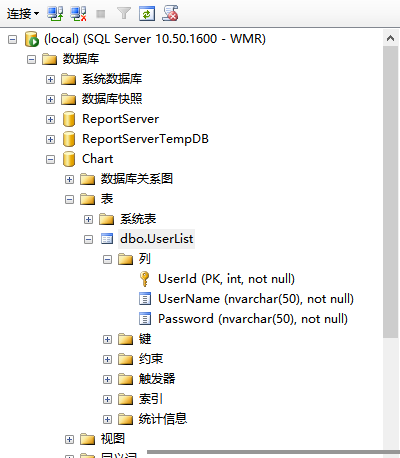 连接
(local) (SQL Server 10.50.1600 - WMR)
数据库
系统数据库
数据库快照
ReportServer
ReportServerTempDB
Chart
数据库关系图
表
系统表
dbo.UserList
列
UserId (PK, int, not null)
UserName (nvarchar(50), not null)
Password (nvarchar(50), not null)
键
约束
触发器
索引
统计信息
视图